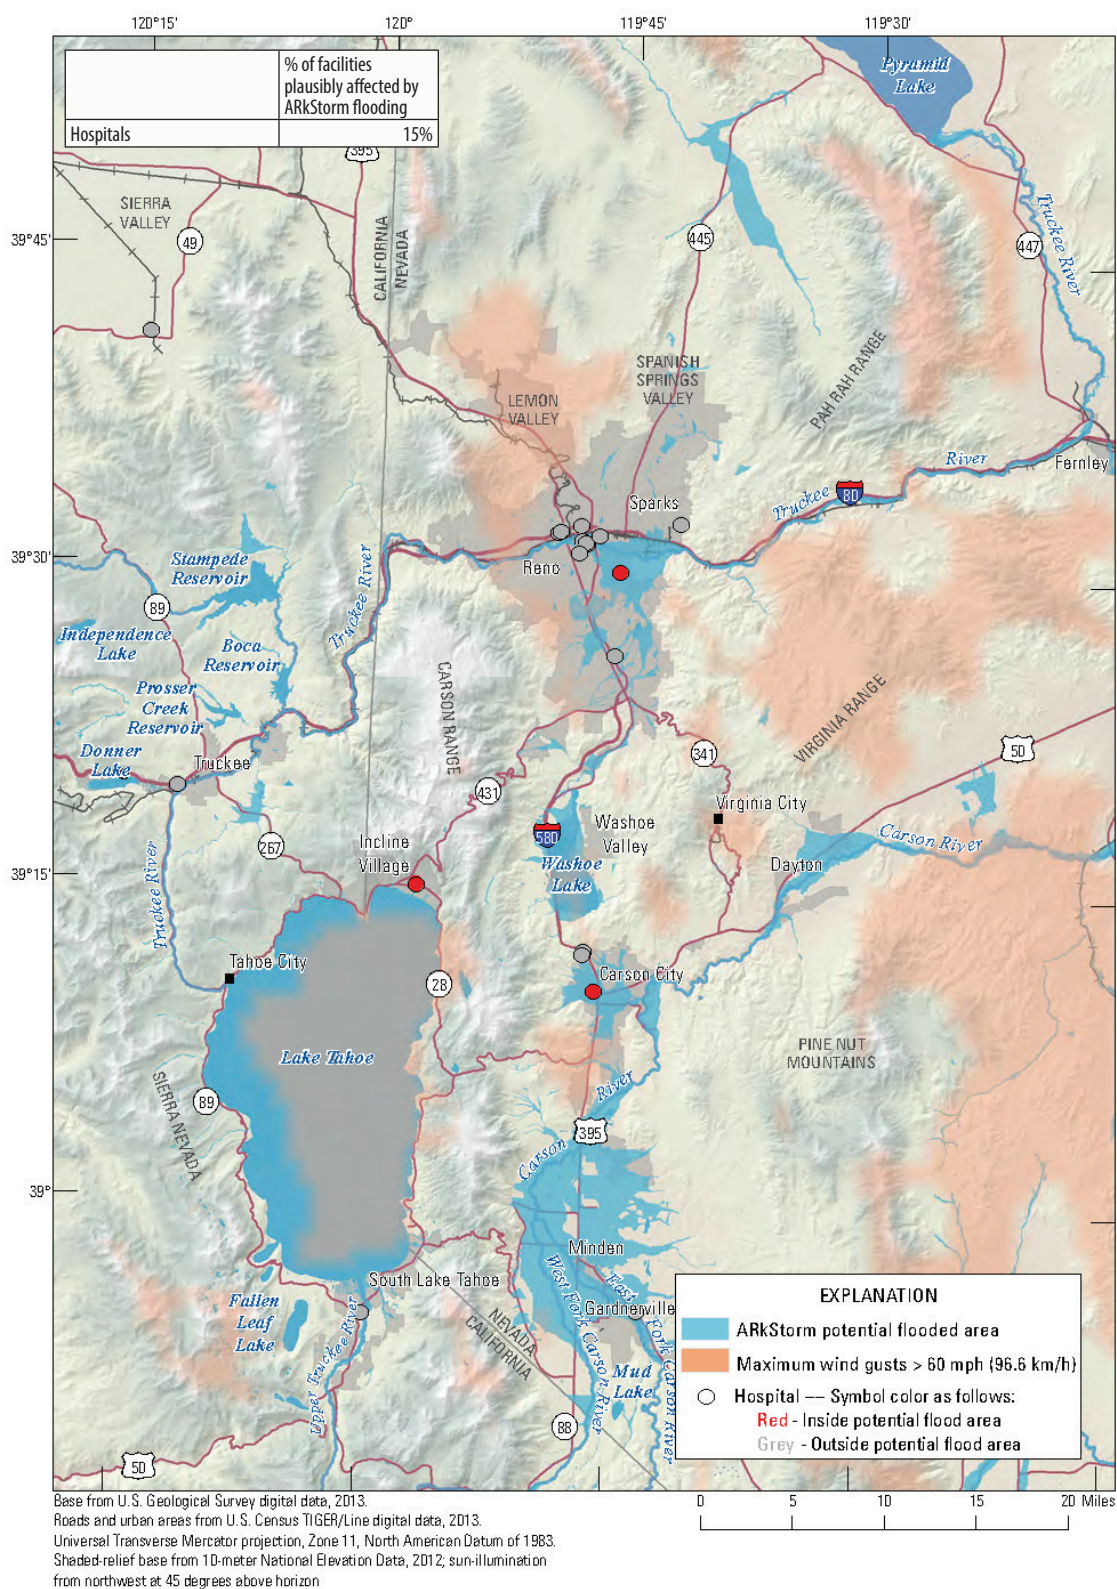 120°15'
120°
119°45'
119°30'
% of facilities
plausibly affected by
ARkStorm flooding
Hospitals
15%
Pyramid
Lake
395
SIERRA
VALLEY
49
39°45'
CALIFORNIA
NEVADA
445
447
Truckee River
SPANISH
SPRINGS
VALLEY
PAH RAH RANGE
LEMON
VALLEY
Fernley
River
80
Truckee
Sparks
39°30'
Reno
Stampede
Reservoir
Truckee River
89
Independence
Lake
Boca
Reservoir
Prosser
Creek
Reservoir
CARSON RANGE
VIRGINIA RANGE
Donner
Lake
Truckee
341
50
431
Virginia City
580
Washoe
Valley
Carson River
267
Incline
Village
Dayton
Washoe
Lake
39°15'
Truckee River
Tahoe City
Carson City
28
Lake Tahoe
PINE NUT
MOUNTAINS
SIERRA NEVADA
89
River
395
Carson
39°
Minden
South Lake Tahoe
West Fork Carson River
East Fork Carson River
Gardnerville
Fallen
Leaf
Lake
Upper Truckee River
NEVADA
CALIFORNIA
Mud
Lake
88
50
EXPLANATION
ARkStorm potential flooded area
Maximum wind gusts > 60 mph (96.6 km/h)
Hospital –– Symbol color as follows:
Red - Inside potential flood area
Grey - Outside potential flood area
0 5 10 15 20 Miles
Base from U.S. Geological Survey digital data, 2013.
Roads and urban areas from U.S. Census TIGER/Line digital data, 2013.
Universal Transverse Mercator projection, Zone 11, North American Datum of 1983.
Shaded-relief base from 10-meter National Elevation Data, 2012; sun-illumination
from northwest at 45 degrees above horizon